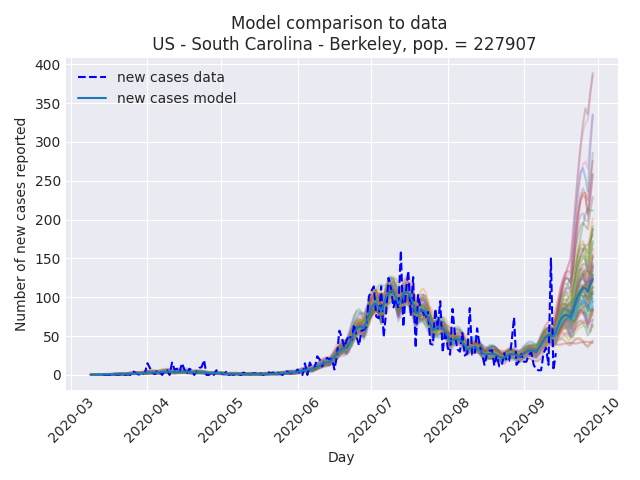 Model comparison to data
US - South Carolina - Berkeley, pop. = 227907
400
350
300
250
200
150
100
50
0
Number of new cases reported
new cases data
new cases model
2020-03
2020-04
2020-05
2020-06
2020-07
2020-08
2020-09
2020-10
Day